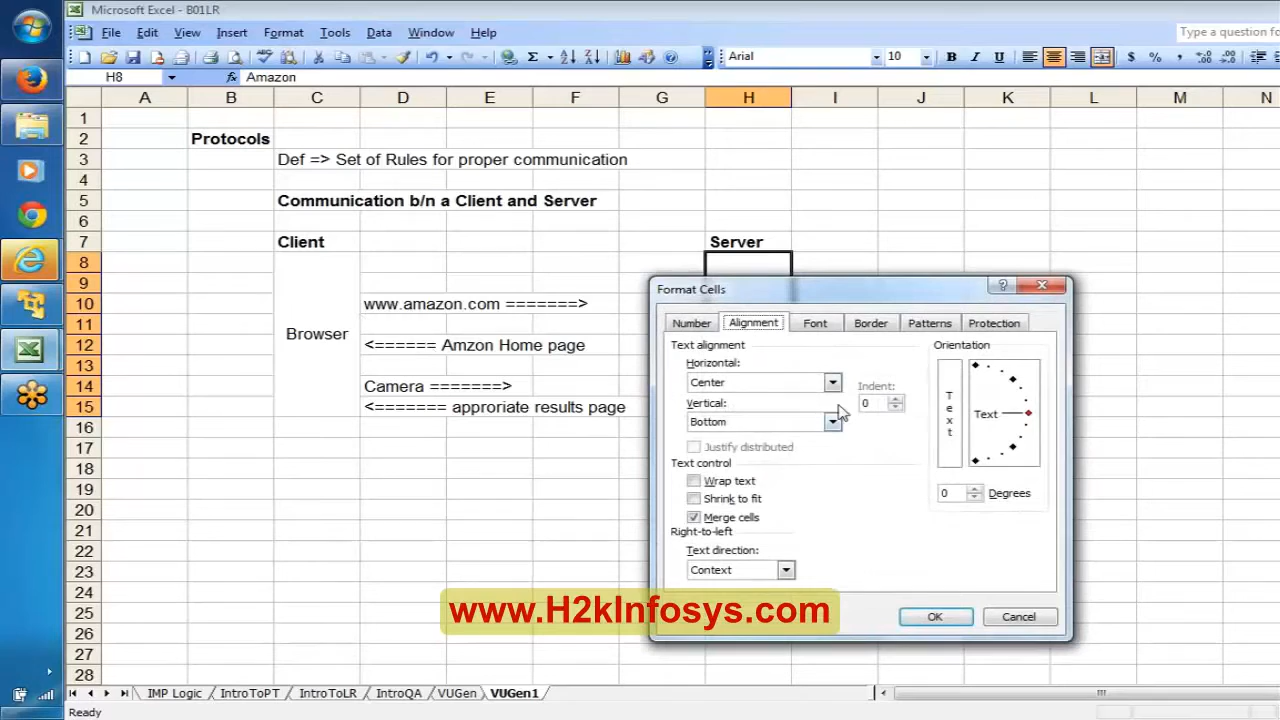 Microsoft Excel - B01LR
File Edit View Insert Format Tools Data Window Help Type a question fo
Arial 10 B I U $ % ,
H8 fx Amazon
A B C D E F G H I J K L M N
1
2 Protocols
3 Def => Set of Rules for proper communication
4
5 Communication b/n a Client and Server
6
7 Client Server
8
9
10 www.amazon.com =======>
11
Browser
12 <====== Amzon Home page
13
14 Camera =======>
15 <======= approriate results page
16
17
18
19
20
21
22
23
24
25
26
27
28
Format Cells
Number Alignment Font Border Patterns Protection
Text alignment
Horizontal:
Center
Vertical:
Bottom
Indent:
0
Justify distributed
Text control
Wrap text
Shrink to fit
Merge cells
Right-to-left
Text direction:
Context
Orientation
Text
Text
0 Degrees
OK Cancel
www.H2kInfosys.com
IMP Logic IntroToPT IntroToLR IntroQA VUGen VUGen1
Ready